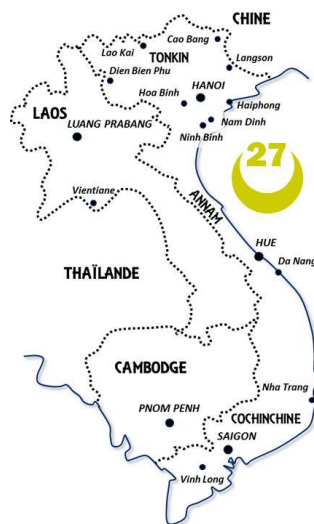 CHINE
Cao Bang
Lao Kai
TONKIN
Langson
Dien Bien Phu
Hoa Binh
HANOI
Haiphong
LAOS
Nam Dinh
LUANG PRABANG
Ninh Binh
27
Vientiane
ANNAM
HUE
Da Nang
THAÏLANDE
CAMBODGE
Nha Trang
PNOM PENH
COCHINCHINE
SAIGON
Vinh Long